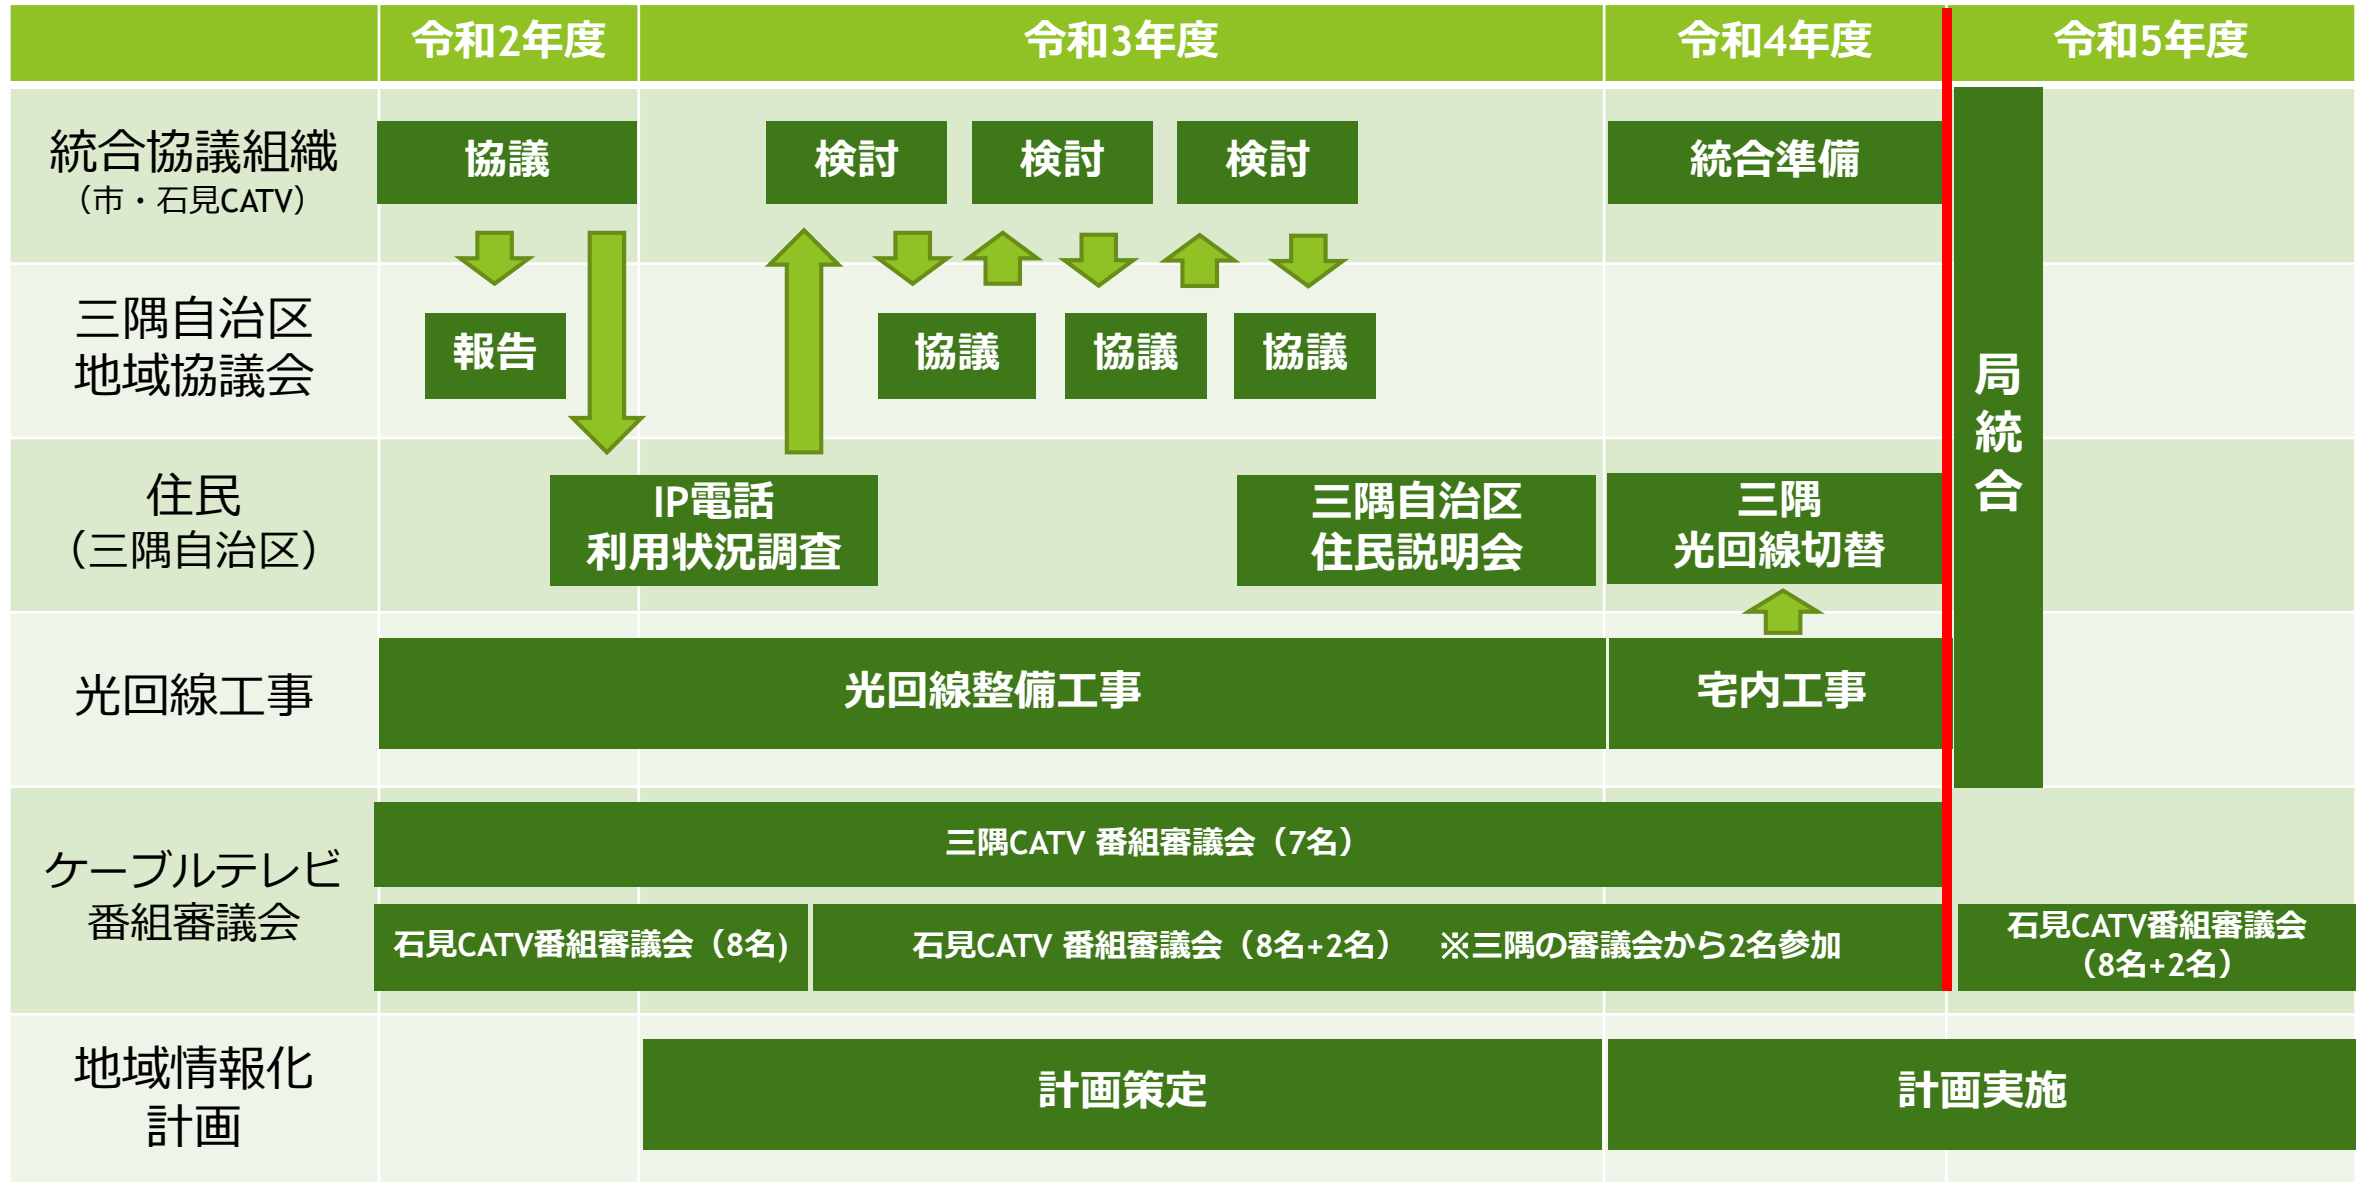 令和2年度
令和3年度
令和4年度
令和5年度
統合協議組織
（市・石見CATV）
協議
検討
検討
検討
統合準備
三隅自治区
地域協議会
報告
協議
協議
協議
局統合
住民
（三隅自治区）
IP電話
利用状況調査
三隅自治区
住民説明会
三隅
光回線切替
光回線工事
光回線整備工事
宅内工事
ケーブルテレビ
番組審議会
三隅CATV 番組審議会（7名）
石見CATV番組審議会（8名)
石見CATV 番組審議会（8名+2名）　※三隅の審議会から2名参加
石見CATV番組審議会
（8名+2名）
地域情報化
計画
計画策定
計画実施